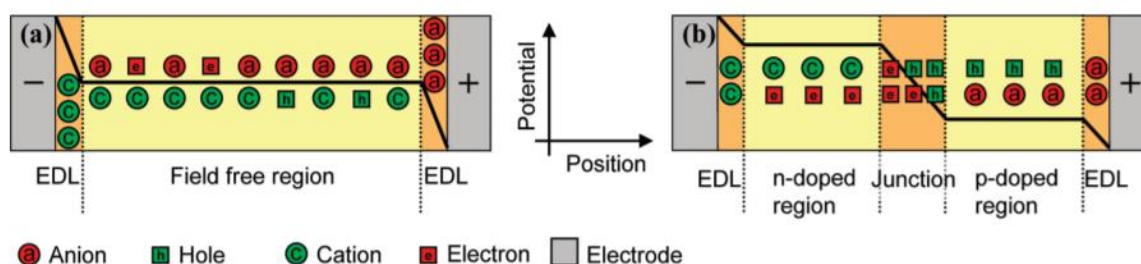 (a)
−
a
a e a e a a a a a
a
a
C C C C C C h C h C
C
C
+
EDL Field free region EDL
Potential
Position
(b)
−
C C C C e h h h h h a
C e e e e e h a a a a
+
EDL n-doped region Junction p-doped region EDL
a Anion h Hole C Cation e Electron Electrode